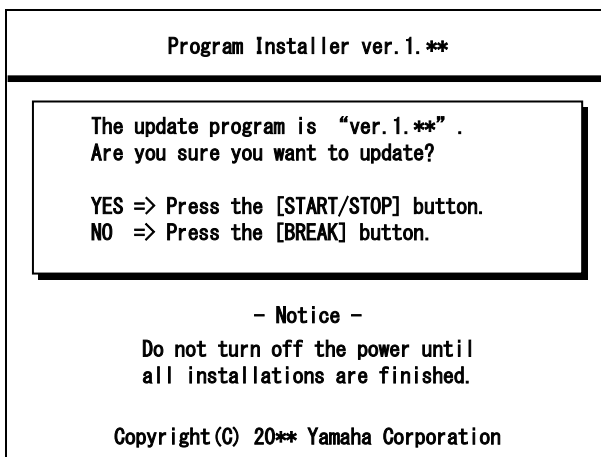 Program Installer ver.1.**
The update program is “ver.1.**”.
Are you sure you want to update?
YES => Press the [START/STOP] button.
NO => Press the [BREAK] button.
- Notice -
Do not turn off the power until
all installations are finished.
Copyright(C) 20** Yamaha Corporation